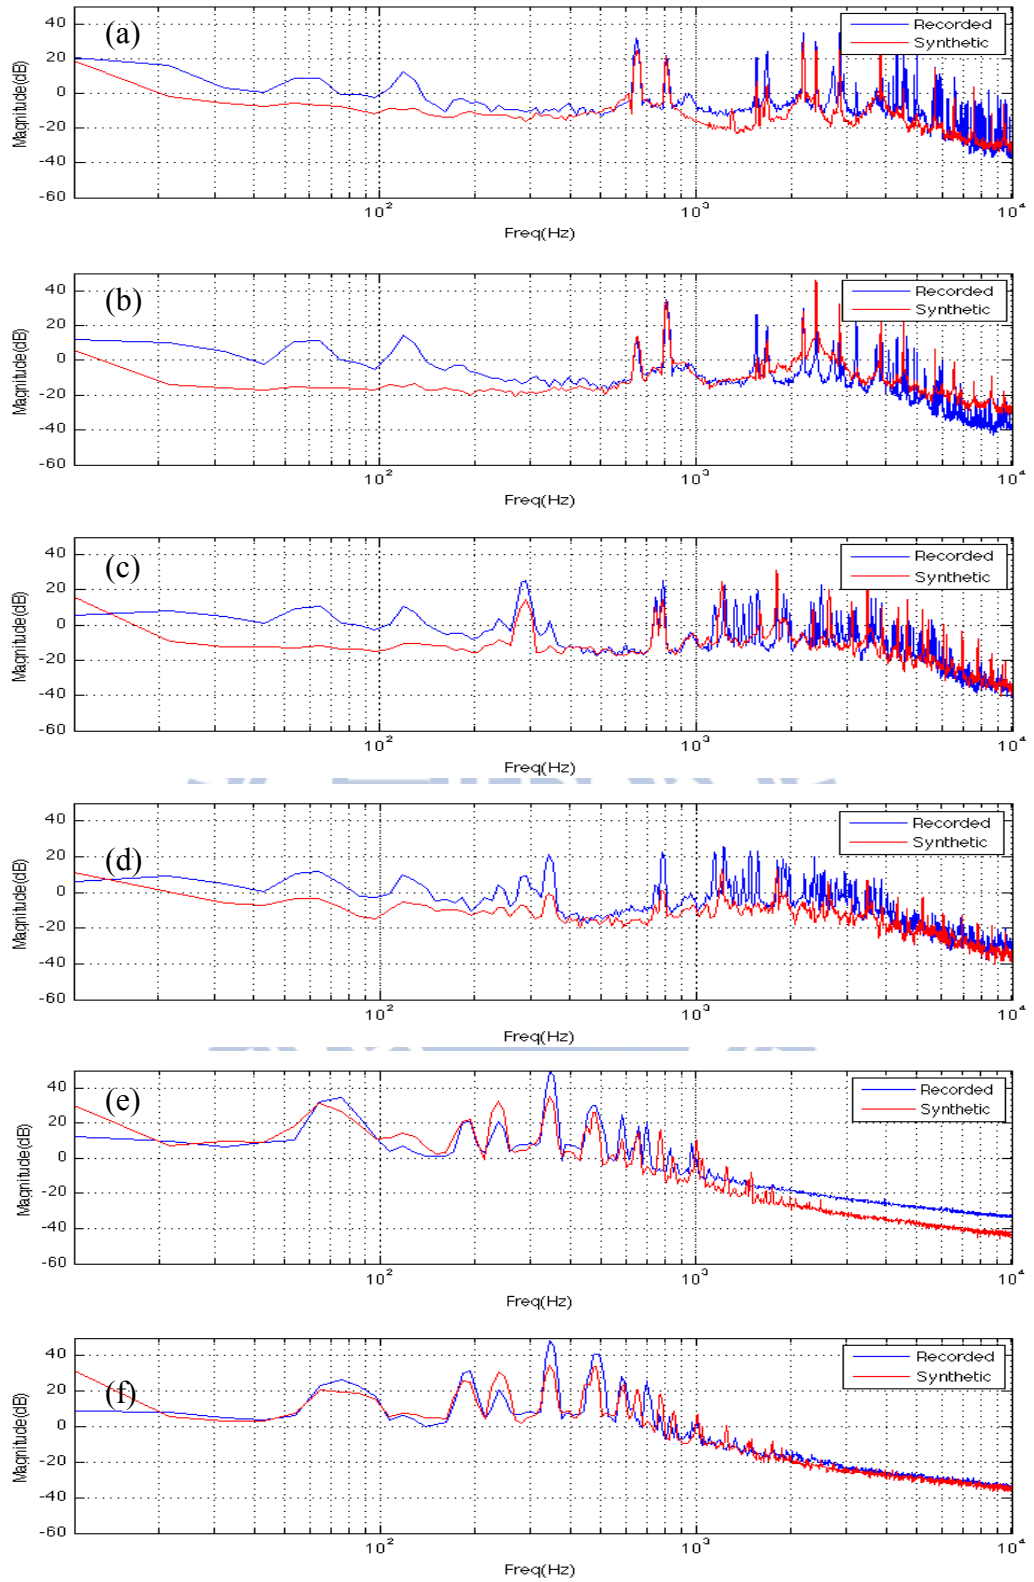 (a)
Recorded
Synthetic
40
20
0
-20
-40
-60
Magnitude(dB)
10²
10³
10⁴
Freq(Hz)
(b)
Recorded
Synthetic
40
20
0
-20
-40
-60
Magnitude(dB)
10²
10³
10⁴
Freq(Hz)
(c)
Recorded
Synthetic
40
20
0
-20
-40
-60
Magnitude(dB)
10²
10³
10⁴
Freq(Hz)
(d)
Recorded
Synthetic
40
20
0
-20
-40
-60
Magnitude(dB)
10²
10³
10⁴
Freq(Hz)
(e)
Recorded
Synthetic
40
20
0
-20
-40
-60
Magnitude(dB)
10²
10³
10⁴
Freq(Hz)
(f)
Recorded
Synthetic
40
20
0
-20
-40
-60
Magnitude(dB)
10²
10³
10⁴
Freq(Hz)